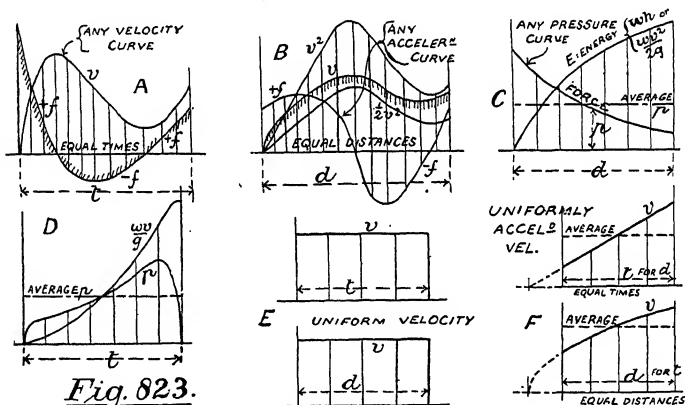 {ANY VELOCITY
CURVE
v
A
+f
+f
EQUAL TIMES
-f
t
B
v²
{ANY
ACCELERⁿ
CURVE
+f
v
½v²
EQUAL DISTANCES
-f
d
ANY PRESSURE
CURVE
E=ENERGY {wh or
wv²
2g
C
FORCE
AVERAGE
p
p
d
D
wv
g
p
AVERAGE p
t
Fig. 823.
v
t
E
UNIFORM VELOCITY
v
d
UNIFORMLY
ACCELᴰ
VEL.
AVERAGE
v
t FOR d
EQUAL TIMES
F
AVERAGE
v
d FOR t
EQUAL DISTANCES